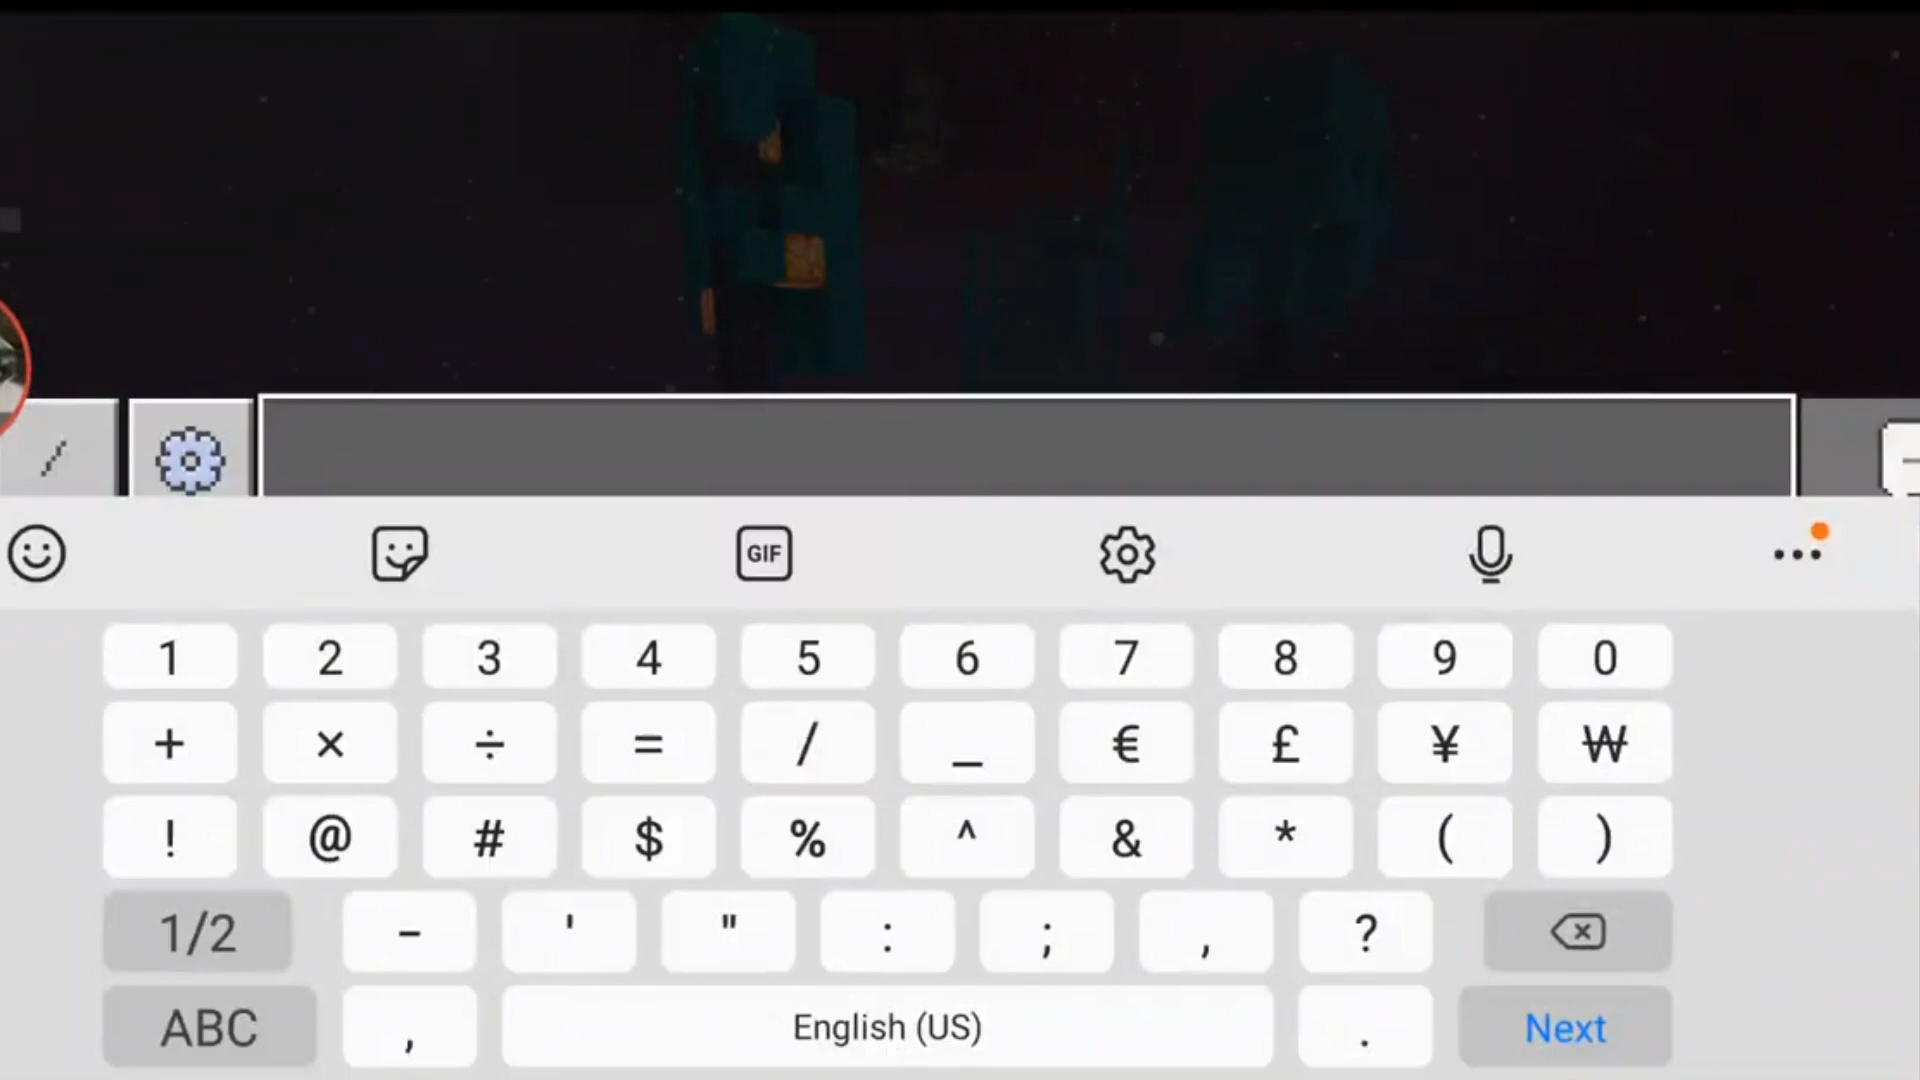 /
GIF
1 2 3 4 5 6 7 8 9 0
+ × ÷ = / _ € £ ¥ ₩
! @ # $ % ^ & * ( )
1/2 - ' " : ; , ?
ABC , English (US) . Next